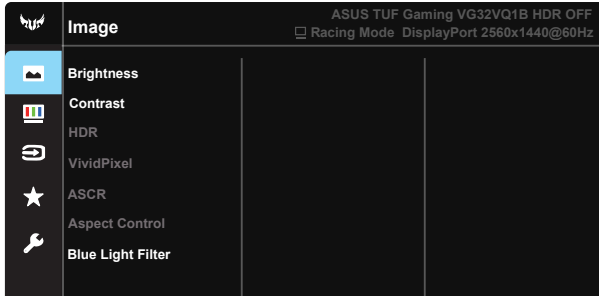 Image
ASUS TUF Gaming VG32VQ1B HDR OFF
Racing Mode DisplayPort 2560x1440@60Hz
Brightness
Contrast
HDR
VividPixel
ASCR
Aspect Control
Blue Light Filter